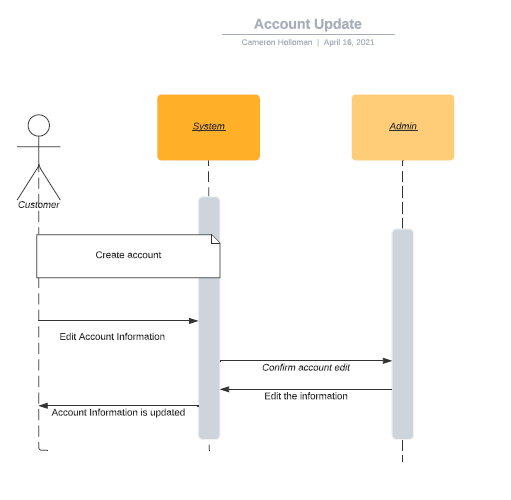 Account Update
Cameron Holloman | April 16, 2021
System
Admin
Customer
Create account
Edit Account Information
Confirm account edit
Edit the information
Account Information is updated